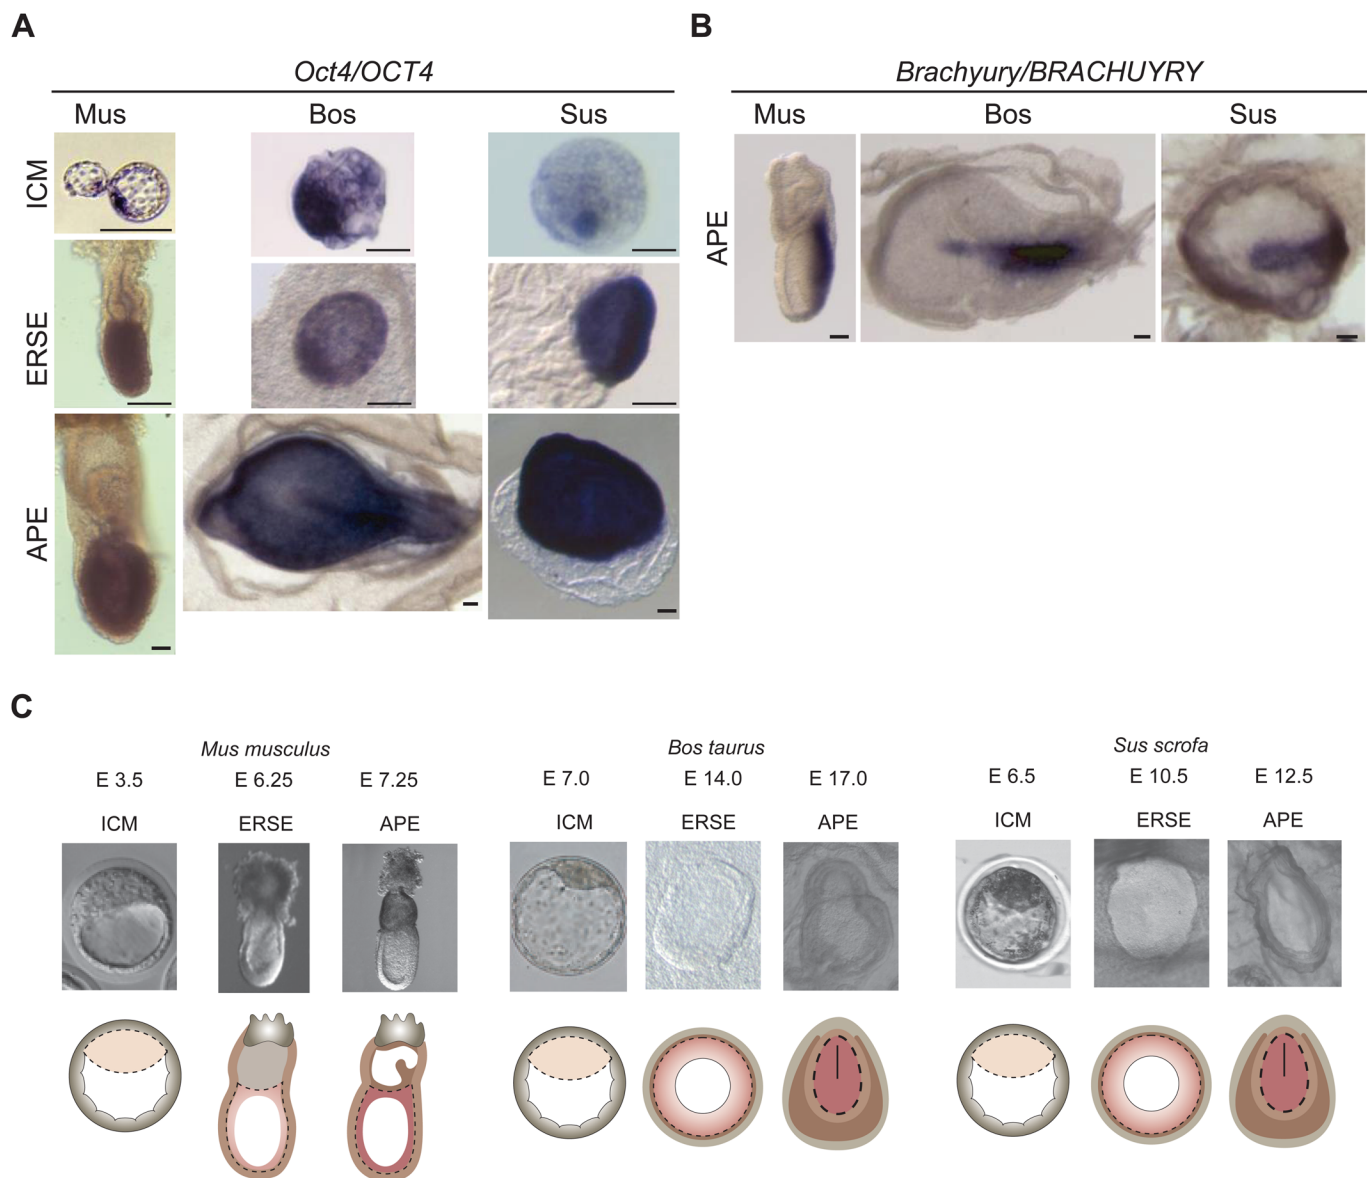 A
Oct4/OCT4
Mus Bos Sus
ICM
ERSE
APE
B
Brachyury/BRACHUYRY
Mus Bos Sus
APE
C
Mus musculus
E 3.5 E 6.25 E 7.25
ICM ERSE APE
Bos taurus
E 7.0 E 14.0 E 17.0
ICM ERSE APE
Sus scrofa
E 6.5 E 10.5 E 12.5
ICM ERSE APE